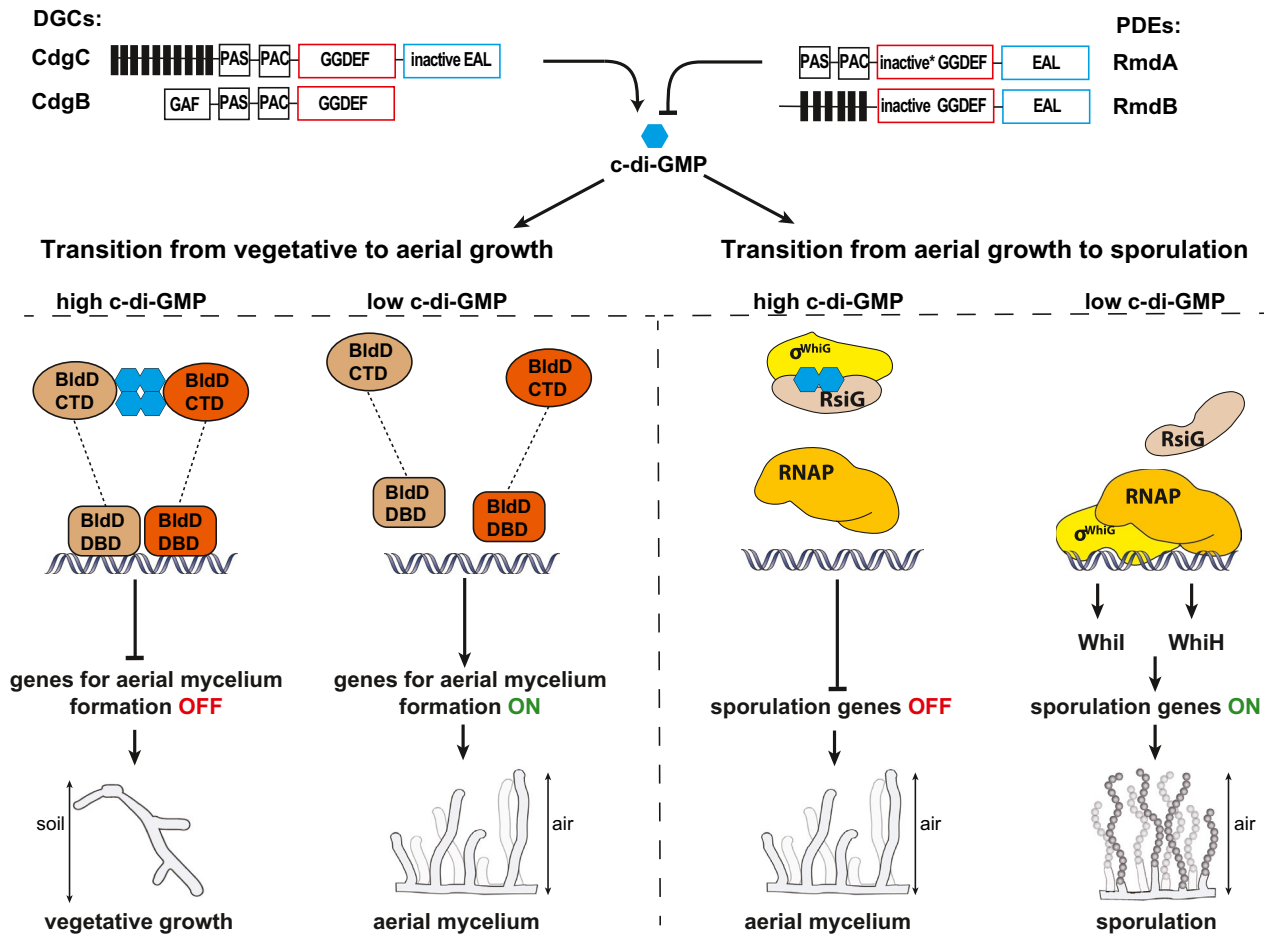 DGCs:
CdgC PAS PAC GGDEF inactive EAL
CdgB GAF PAS PAC GGDEF
PDEs:
PAS PAC inactive* GGDEF EAL RmdA
inactive GGDEF EAL RmdB
c-di-GMP
Transition from vegetative to aerial growth
high c-di-GMP
low c-di-GMP
BldD
CTD
BldD
CTD
BldD
DBD
BldD
DBD
BldD
CTD
BldD
CTD
BldD
DBD
BldD
DBD
genes for aerial mycelium
formation OFF
genes for aerial mycelium
formation ON
soil
vegetative growth
air
aerial mycelium
Transition from aerial growth to sporulation
high c-di-GMP
low c-di-GMP
σWhiG
RsiG
RNAP
RsiG
RNAP
σWhiG
WhiI
WhiH
sporulation genes OFF
sporulation genes ON
air
aerial mycelium
air
sporulation